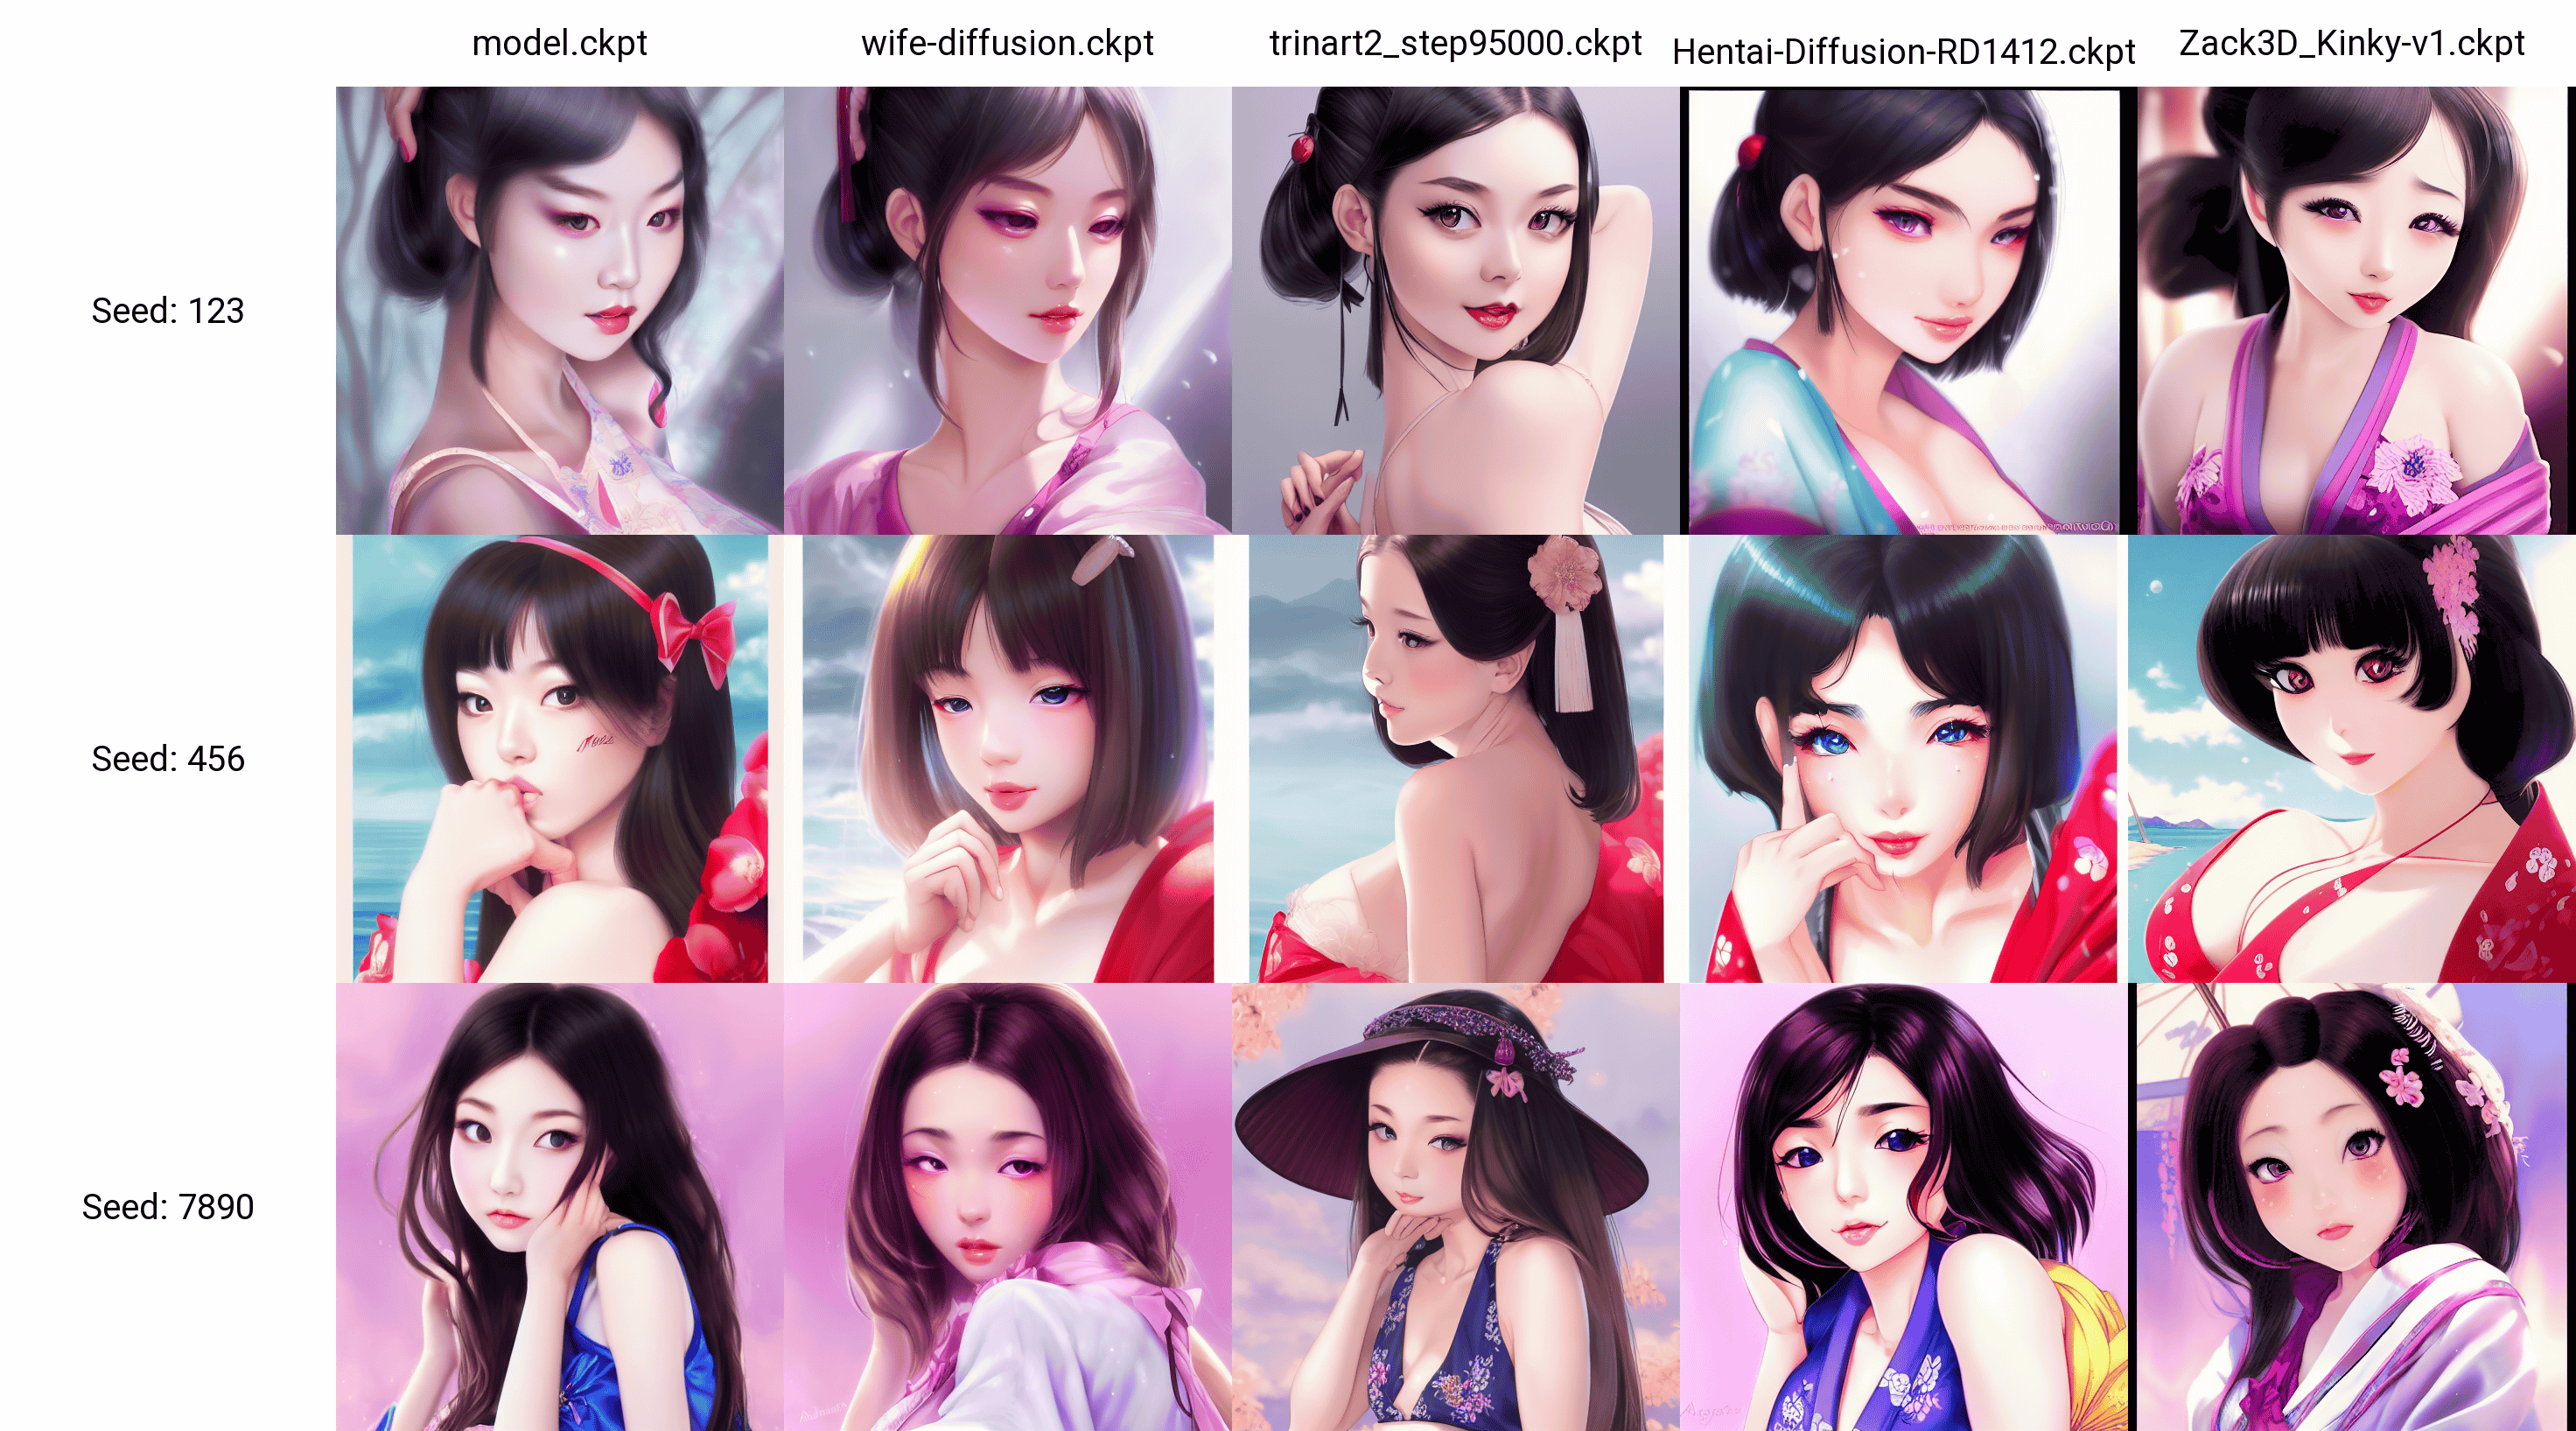 model.ckpt
wife-diffusion.ckpt
trinart2_step95000.ckpt
Hentai-Diffusion-RD1412.ckpt
Zack3D_Kinky-v1.ckpt
Seed: 123
Seed: 456
Seed: 7890